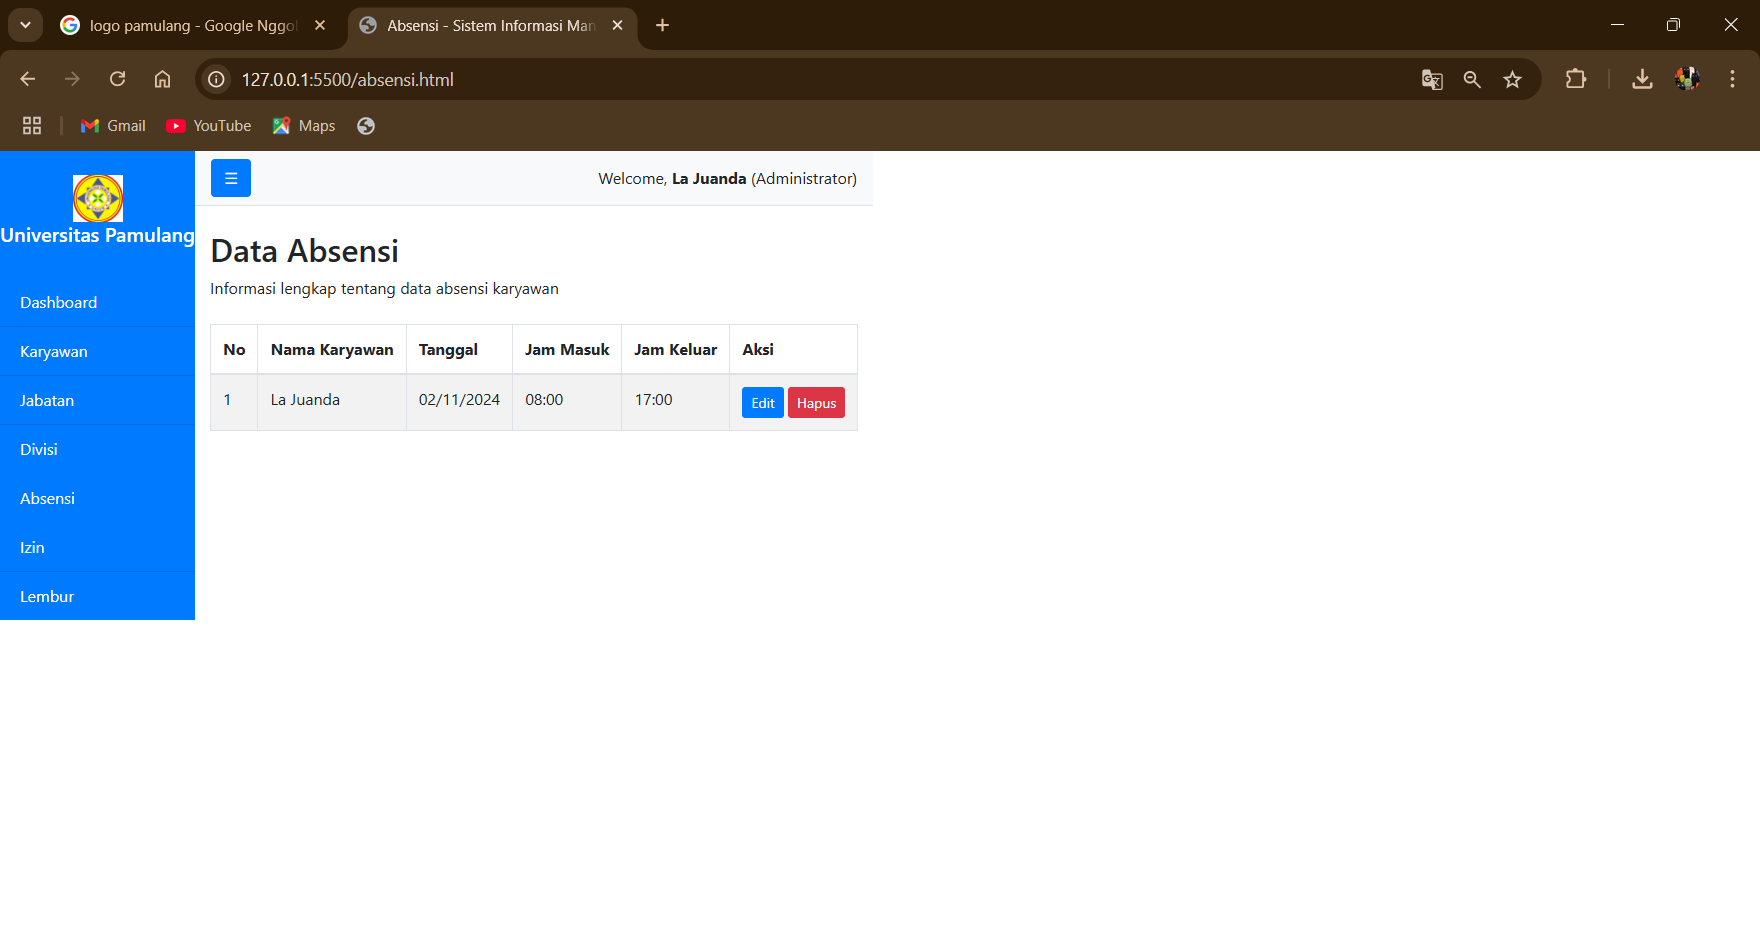 logo pamulang - Google Nggol
Absensi - Sistem Informasi Man
127.0.0.1:5500/absensi.html
Gmail
YouTube
Maps
Universitas Pamulang
Dashboard
Karyawan
Jabatan
Divisi
Absensi
Izin
Lembur
Welcome, La Juanda (Administrator)
Data Absensi
Informasi lengkap tentang data absensi karyawan
No Nama Karyawan Tanggal Jam Masuk Jam Keluar Aksi
1 La Juanda 02/11/2024 08:00 17:00 Edit Hapus